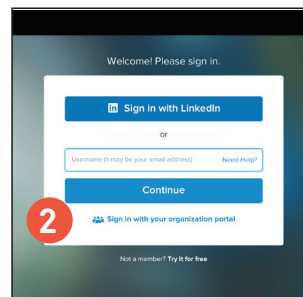 Welcome! Please sign in.
in Sign in with LinkedIn
or
Username (it may be your email address) Need Help?
Continue
2
Sign in with your organization portal
Not a member? Try it for free